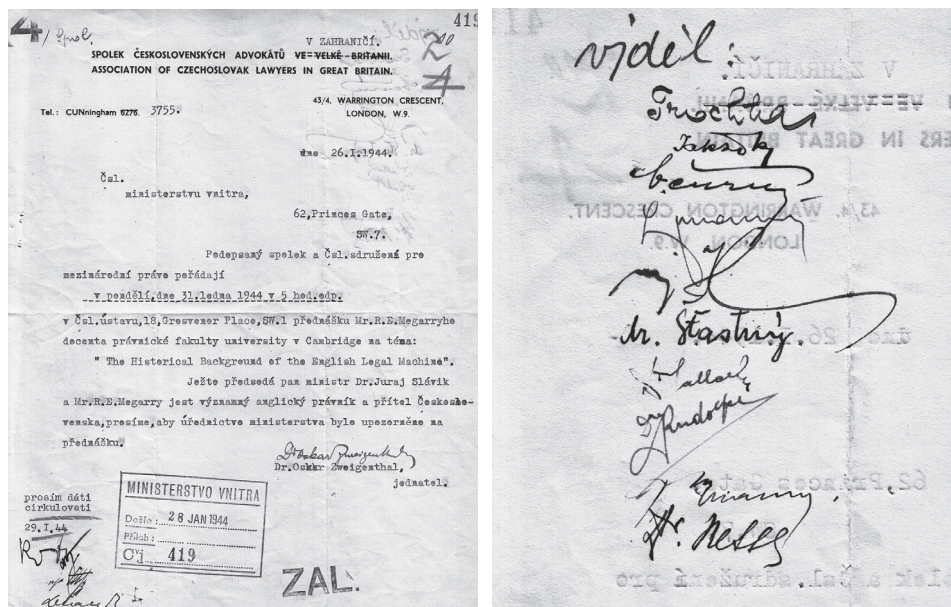 4/
419
V ZAHRANIČÍ.
SPOLEK ČESKOSLOVENSKÝCH ADVOKÁTŮ VE VELKÉ BRITANII.
ASSOCIATION OF CZECHOSLOVAK LAWYERS IN GREAT BRITAIN.
43/4, WARRINGTON CRESCENT,
Tel.: CUNningham 6276. 3755.
LONDON, W.9.
dne 26.I.1944.
Čsl.
ministerstvu vnitra,
62,Princes Gate,
SW.7.
Podepsaný spolek a Čsl.sdružení pro
mezinárodní právo pořádají
v pondělí,dne 31.ledna 1944 v 5 hod.odp.
v Čsl.ústavu,18,Grosvenor Place,SW.1 přednášku Mr.R.E.Megarryho
docenta právnické fakulty university v Cambridge na téma:
" The Historical Background of the English Legal Machine".
Ježto předsedá pan ministr Dr.Juraj Slávik
a Mr.R.E.Megarry jest významný anglický právník a přítel Českoslo-
venska,prosíme,aby úřednictvo ministerstva bylo upozorněno na
přednášku.
Dr Oskar Zweigenthal
Dr.Oskar Zweigenthal,
jednatel.
prosím dáti
cirkulovati
29.I.44
MINISTERSTVO VNITRA
Došlo: 28 JAN 1944
Příloh:
Čj. 419
ZAL.
viděl:
Trochta
Dr. Šťastný.
Dr Rudolfi